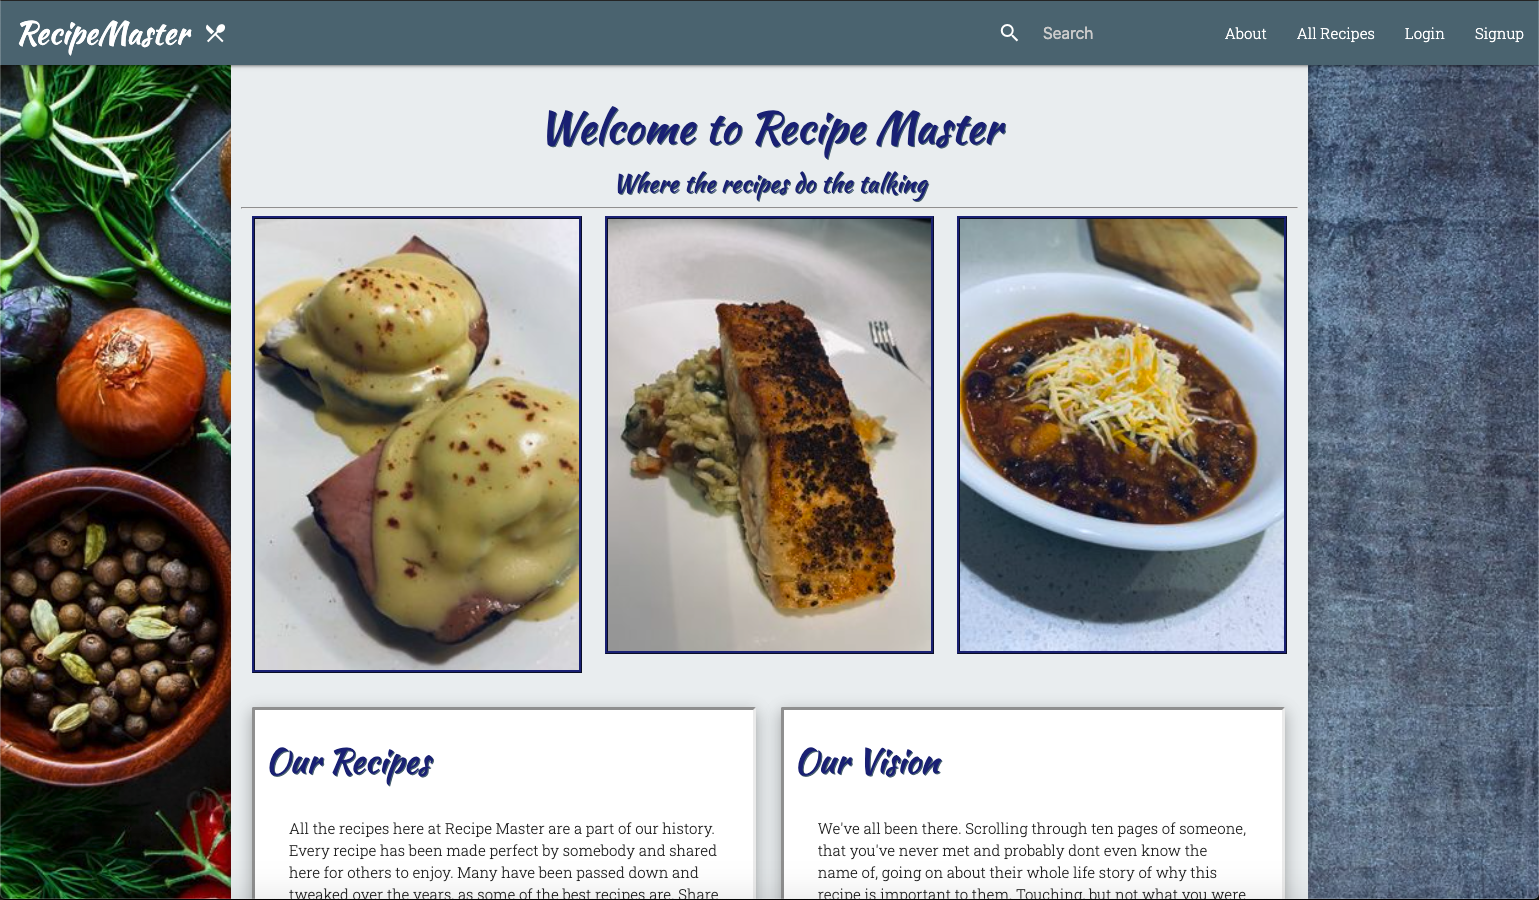 RecipeMaster
Search
About
All Recipes
Login
Signup
Welcome to Recipe Master
Where the recipes do the talking
Our Recipes
All the recipes here at Recipe Master are a part of our history.
Every recipe has been made perfect by somebody and shared
here for others to enjoy. Many have been passed down and
tweaked over the years, as some of the best recipes are. Share
Our Vision
We've all been there. Scrolling through ten pages of someone,
that you've never met and probably dont even know the
name of, going on about their whole life story of why this
recipe is important to them. Touching, but not what you were